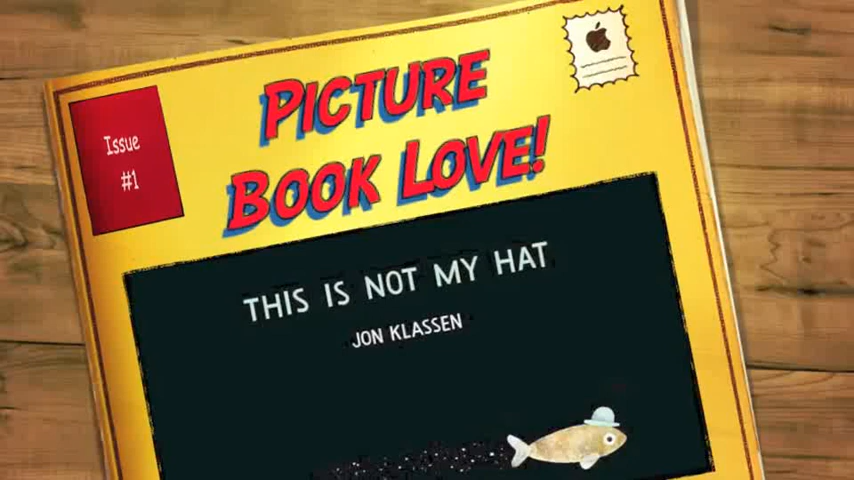 Issue
#1
PICTURE
BOOK LOVE!
THIS IS NOT MY HAT
JON KLASSEN